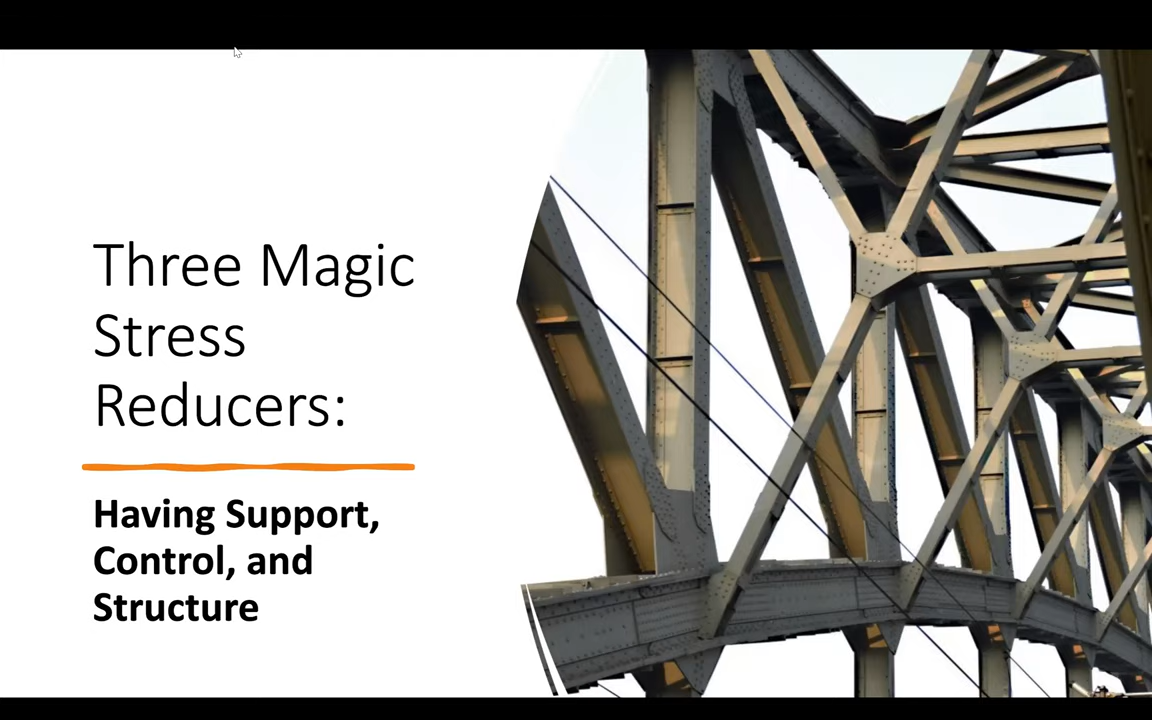 Three Magic
Stress
Reducers:
Having Support,
Control, and
Structure